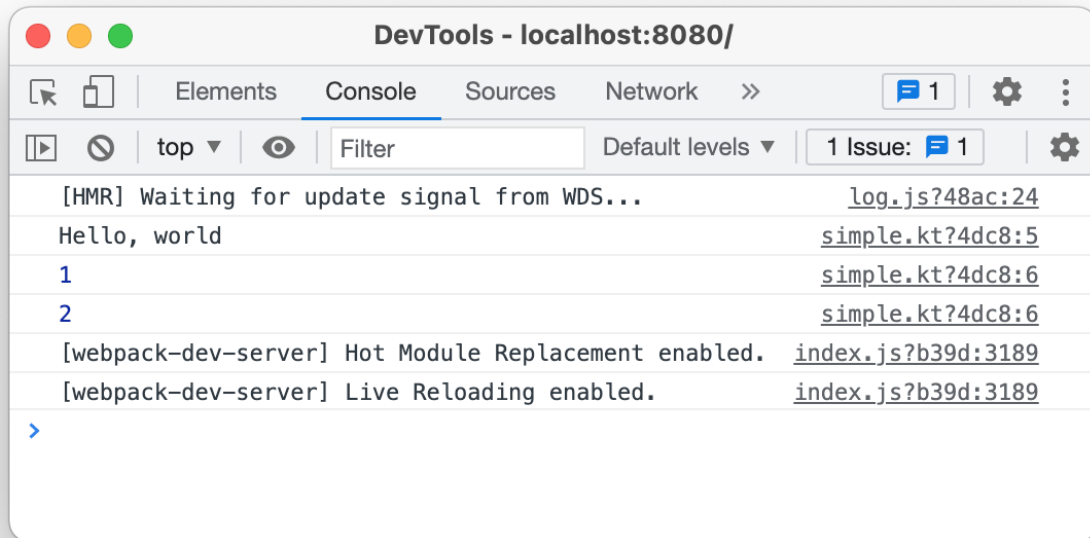 DevTools - localhost:8080/
Elements Console Sources Network >> 1
top ▼ Filter Default levels ▼ 1 Issue: 1
[HMR] Waiting for update signal from WDS... log.js?48ac:24
Hello, world simple.kt?4dc8:5
1 simple.kt?4dc8:6
2 simple.kt?4dc8:6
[webpack-dev-server] Hot Module Replacement enabled. index.js?b39d:3189
[webpack-dev-server] Live Reloading enabled. index.js?b39d:3189
>